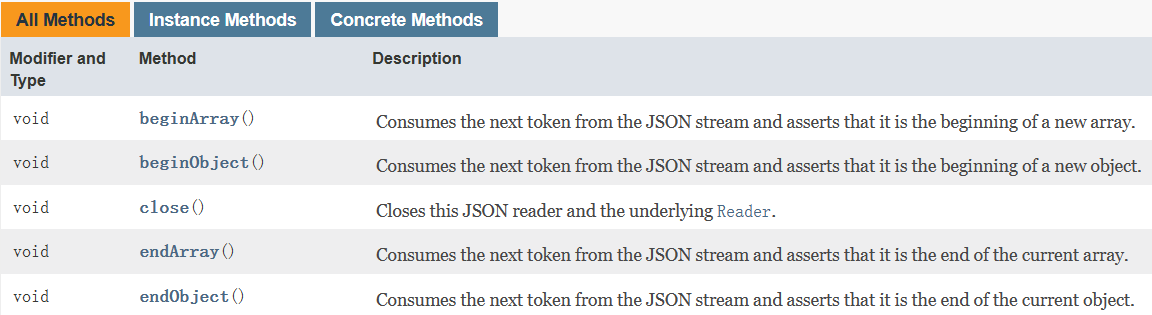 All Methods Instance Methods Concrete Methods
Modifier and Type Method Description
void beginArray() Consumes the next token from the JSON stream and asserts that it is the beginning of a new array.
void beginObject() Consumes the next token from the JSON stream and asserts that it is the beginning of a new object.
void close() Closes this JSON reader and the underlying Reader.
void endArray() Consumes the next token from the JSON stream and asserts that it is the end of the current array.
void endObject() Consumes the next token from the JSON stream and asserts that it is the end of the current object.